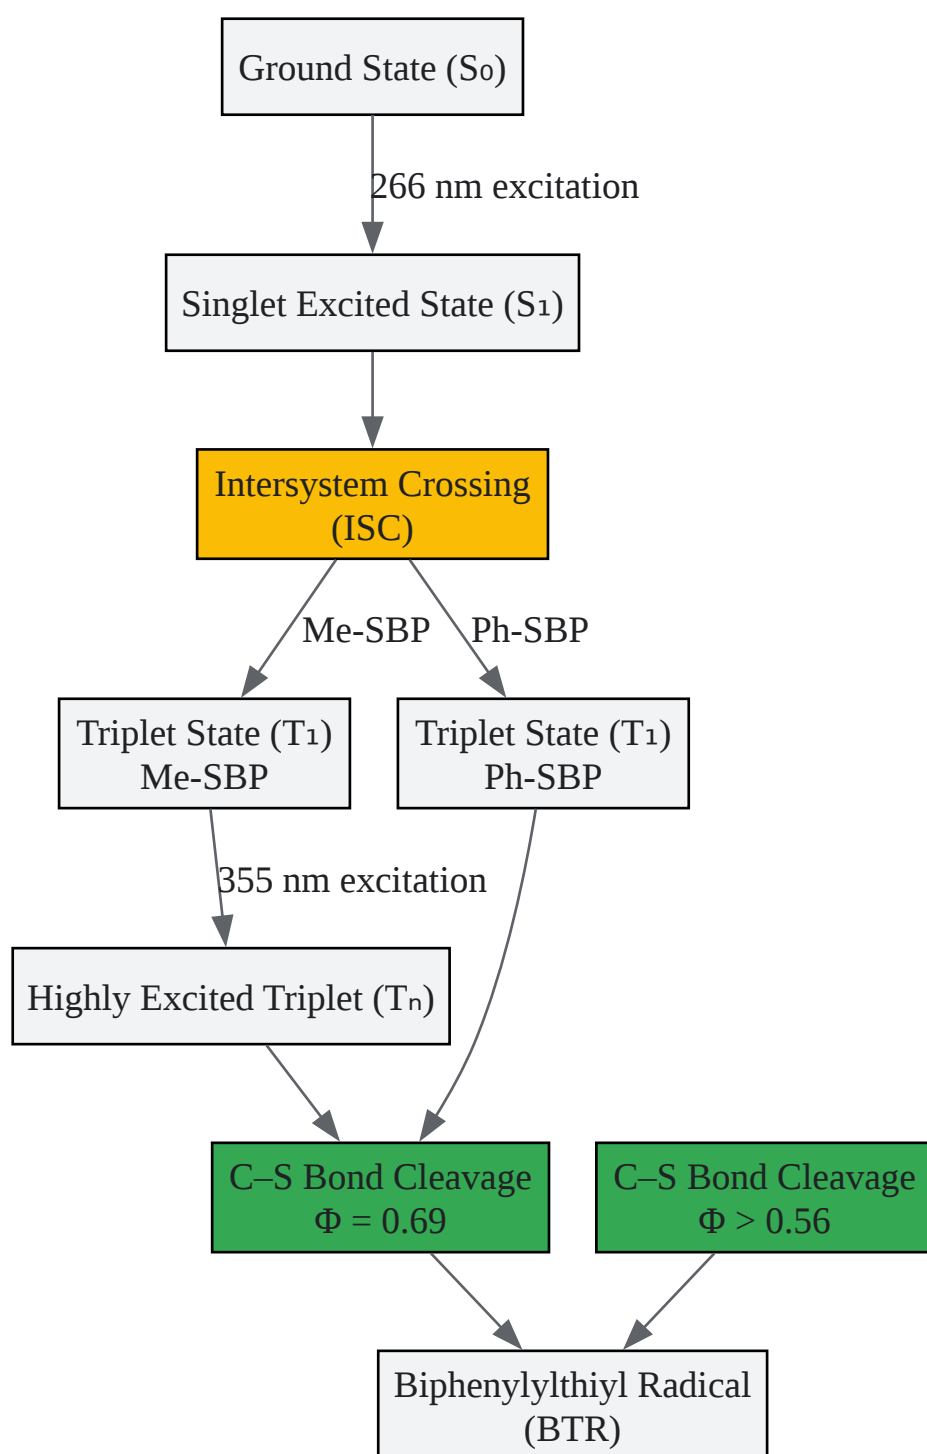 Ground State (S₀)
266 nm excitation
Singlet Excited State (S₁)
Intersystem Crossing
(ISC)
Me-SBP
Ph-SBP
Triplet State (T₁)
Me-SBP
Triplet State (T₁)
Ph-SBP
355 nm excitation
Highly Excited Triplet (Tₙ)
C–S Bond Cleavage
Φ = 0.69
C–S Bond Cleavage
Φ > 0.56
Biphenylylthiyl Radical
(BTR)